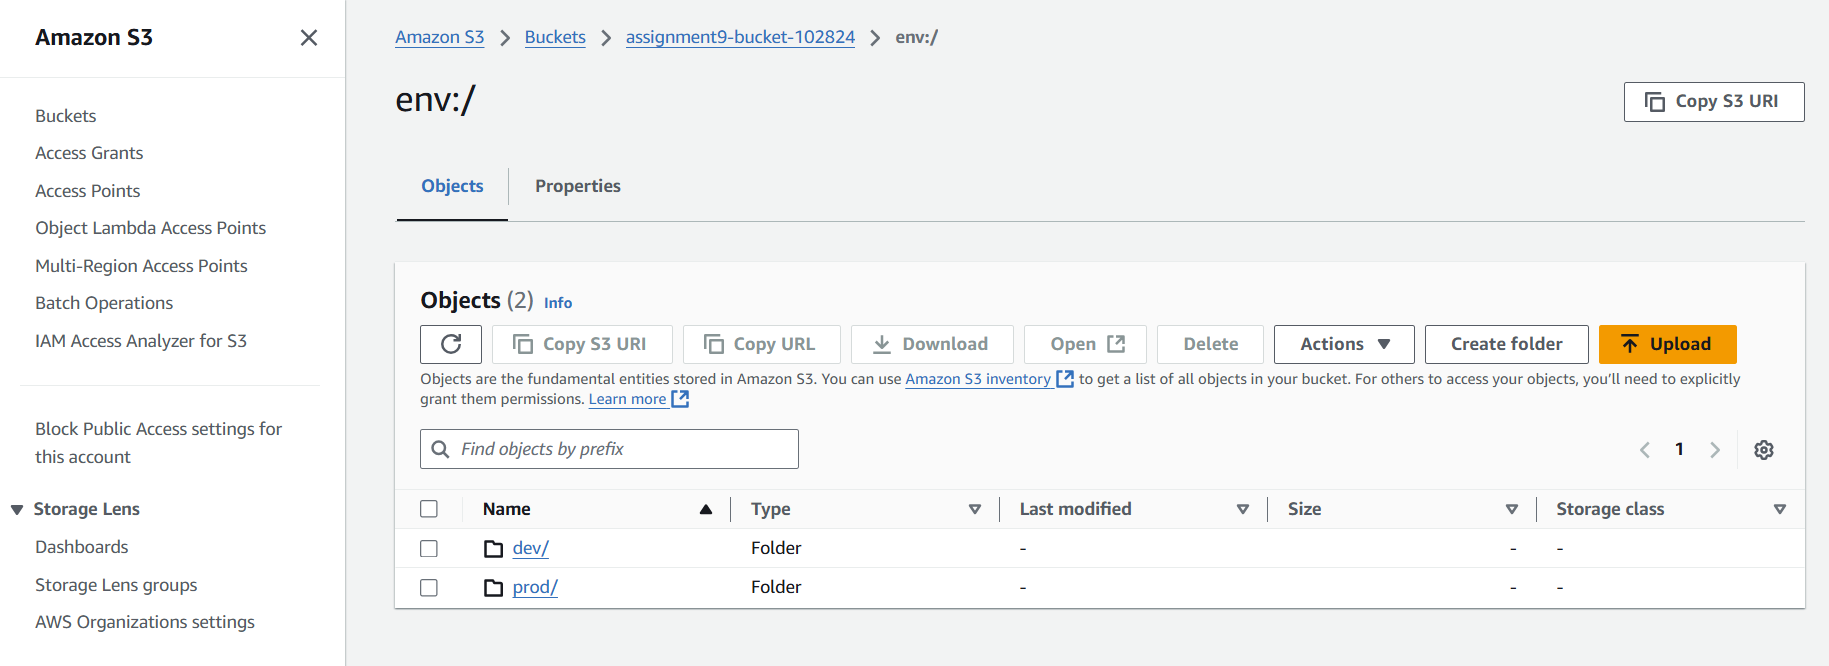 Amazon S3
Buckets
Access Grants
Access Points
Object Lambda Access Points
Multi-Region Access Points
Batch Operations
IAM Access Analyzer for S3
Block Public Access settings for
this account
Storage Lens
Dashboards
Storage Lens groups
AWS Organizations settings
Amazon S3 > Buckets > assignment9-bucket-102824 > env:/
env:/
Copy S3 URI
Objects Properties
Objects (2) Info
Copy S3 URI Copy URL Download Open Delete Actions Create folder Upload
Objects are the fundamental entities stored in Amazon S3. You can use Amazon S3 inventory to get a list of all objects in your bucket. For others to access your objects, you’ll need to explicitly
grant them permissions. Learn more
Find objects by prefix
1
Name Type Last modified Size Storage class
dev/ Folder - - -
prod/ Folder - - -